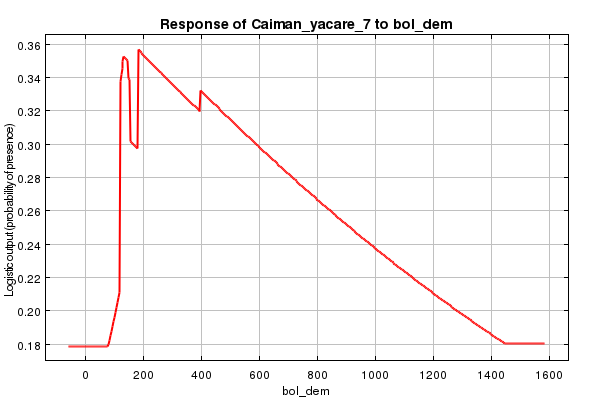 Response of Caiman_yacare_7 to bol_dem
Logistic output (probability of presence)
0.36
0.34
0.32
0.30
0.28
0.26
0.24
0.22
0.20
0.18
0 200 400 600 800 1000 1200 1400 1600
bol_dem